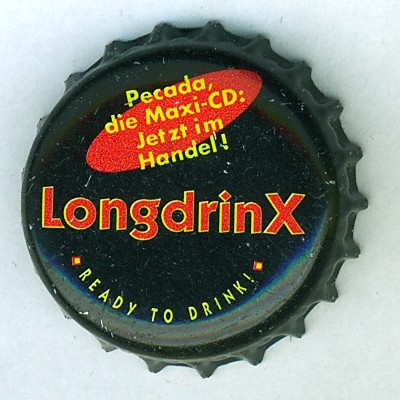 Pecada,
die Maxi-CD:
Jetzt im
Handel!
LongdrinX
READY TO DRINK!